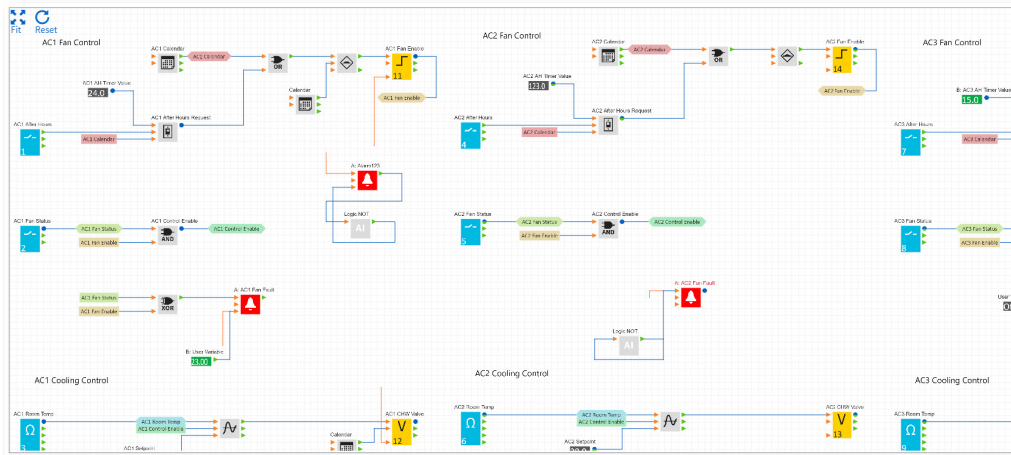 Fit Reset
AC1 Fan Control
AC2 Fan Control
AC3 Fan Control
AC1 Calendar
AC1 Calendar
OR
AC1 Fan Enable
11
AC1 Fan Enable
Calendar
AC1 AH Timer Value
24.0
AC1 After Hours Request
AC1 After Hours
1
AC1 Calendar
AC2 Calendar
AC2 Calendar
OR
AC2 Fan Enable
14
AC2 Fan Enable
AC2 AH Timer Value
123.0
AC2 After Hours Request
AC2 After Hours
4
AC2 Calendar
B: AC3 AH Timer Value
15.0
AC3 After Hours
7
AC3 Calendar
A: Alarm123
Logic NOT
AI
AC1 Fan Status
2
AC1 Fan Status
AC1 Fan Enable
AC1 Control Enable
AND
AC1 Control Enable
AC2 Fan Status
5
AC2 Fan Status
AC2 Fan Enable
AC2 Control Enable
AND
AC2 Control Enable
AC3 Fan Status
8
AC3 Fan Status
AC3 Fan Enable
AC1 Fan Status
AC1 Fan Enable
XOR
A: AC1 Fan Fault
B: User Variable
23.00
A: AC2 Fan Fault
Logic NOT
AI
User
AC1 Cooling Control
AC2 Cooling Control
AC3 Cooling Control
AC1 Room Temp
Ω
3
AC1 Room Temp
AC1 Control Enable
AC1 Setpoint
Calendar
AC1 CHW Valve
V
12
AC2 Room Temp
Ω
6
AC2 Room Temp
AC2 Control Enable
AC2 Setpoint
AC2 CHW Valve
V
13
AC3 Room Temp
Ω
9